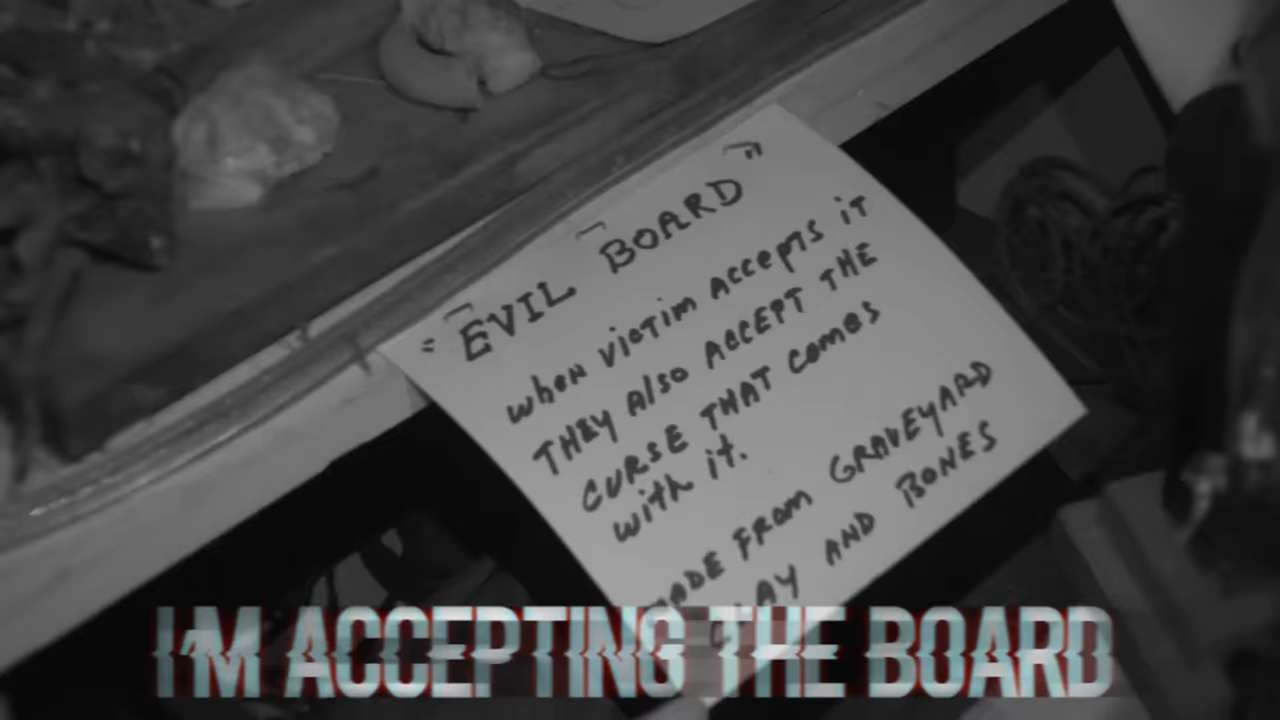 "EVIL BOARD"
when victim accepts it
THEY Also ACCEPT THE
CURSE THAT comes
with it.
MADE FROM GRAVEYARD
CLAY AND BONES
I'M ACCEPTING THE BOARD